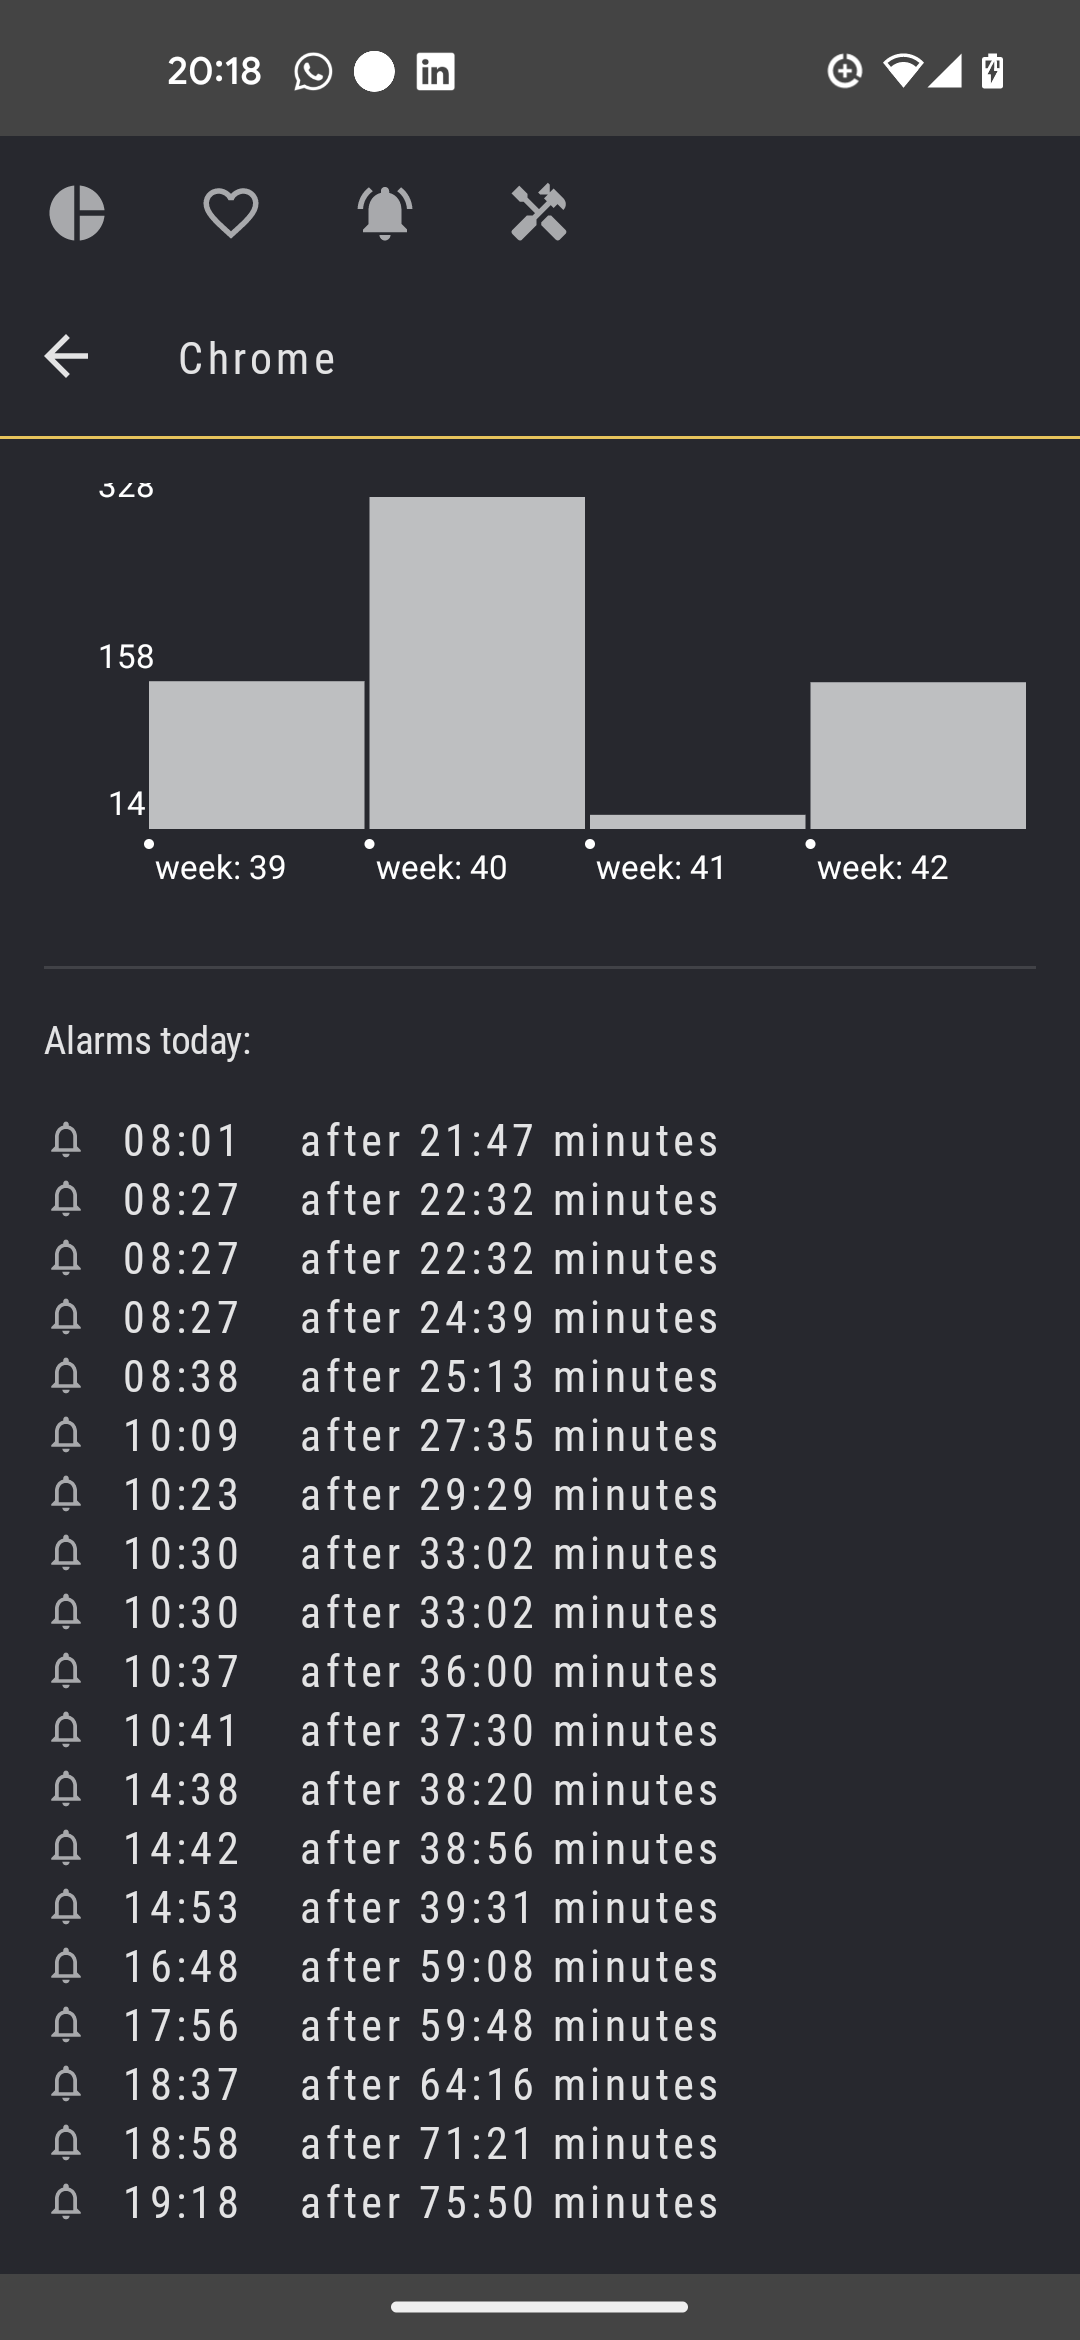 20:18
Chrome
328
158
14
week: 39 week: 40 week: 41 week: 42
Alarms today:
08:01 after 21:47 minutes
08:27 after 22:32 minutes
08:27 after 22:32 minutes
08:27 after 24:39 minutes
08:38 after 25:13 minutes
10:09 after 27:35 minutes
10:23 after 29:29 minutes
10:30 after 33:02 minutes
10:30 after 33:02 minutes
10:37 after 36:00 minutes
10:41 after 37:30 minutes
14:38 after 38:20 minutes
14:42 after 38:56 minutes
14:53 after 39:31 minutes
16:48 after 59:08 minutes
17:56 after 59:48 minutes
18:37 after 64:16 minutes
18:58 after 71:21 minutes
19:18 after 75:50 minutes